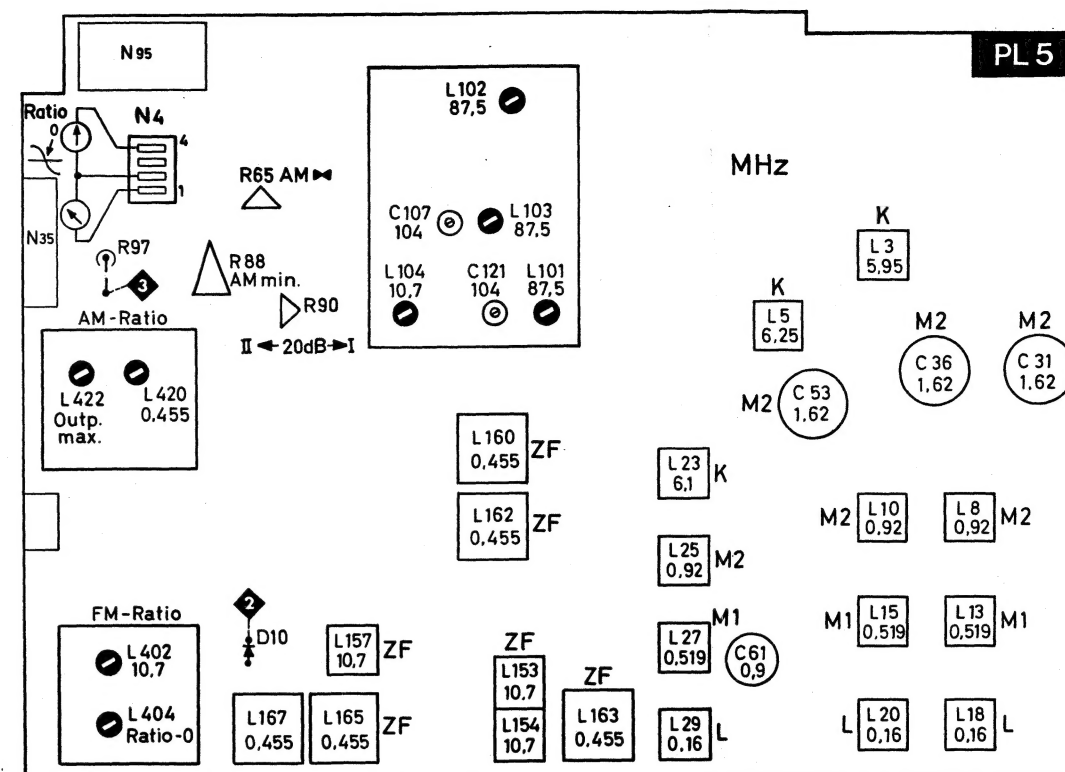 PL 5
N95
Ratio
0
N4
4
1
N35
R97
3
R65 AM
R88
AM min.
R90
II ← 20dB → I
L102
87,5
C107
104
L103
87,5
L104
10,7
C121
104
L101
87,5
MHz
K
L3
5,95
K
L5
6,25
M2
C36
1,62
M2
C31
1,62
M2
C53
1,62
AM-Ratio
L422
Outp.
max.
L420
0,455
L160
0,455
ZF
L162
0,455
ZF
L23
6,1
K
L25
0,92
M2
M2
L10
0,92
L8
0,92
M2
M1
L27
0,519
C61
0,9
M1
L15
0,519
L13
0,519
M1
FM-Ratio
L402
10,7
L404
Ratio-0
2
D10
L157
10,7
ZF
L167
0,455
L165
0,455
ZF
ZF
L153
10,7
L154
10,7
ZF
L163
0,455
L29
0,16
L
L
L20
0,16
L18
0,16
L